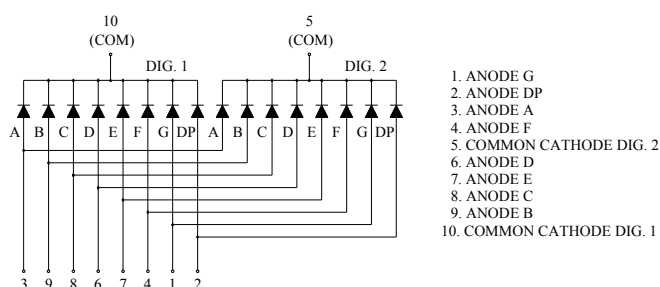 10
(COM)
5
(COM)
DIG. 1
DIG. 2
A B C D E F G DP A B C D E F G DP
3 9 8 6 7 4 1 2
1. ANODE G
2. ANODE DP
3. ANODE A
4. ANODE F
5. COMMON CATHODE DIG. 2
6. ANODE D
7. ANODE E
8. ANODE C
9. ANODE B
10. COMMON CATHODE DIG. 1